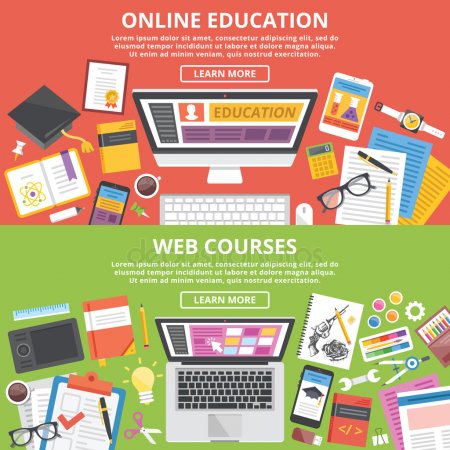 ONLINE EDUCATION
Lorem ipsum dolor sit amet, consectetur adipiscing elit,
sed do eiusmod tempor incididunt ut labore et dolore magna aliqua.
Ut enim ad minim veniam, quis nostrud exercitation ullamco.
LEARN MORE
EDUCATION
WEB COURSES
Lorem ipsum dolor sit amet, consectetur adipiscing elit,
sed do eiusmod tempor incididunt ut labore et dolore magna aliqua.
Ut enim ad minim veniam, quis nostrud exercitation ullamco.
LEARN MORE